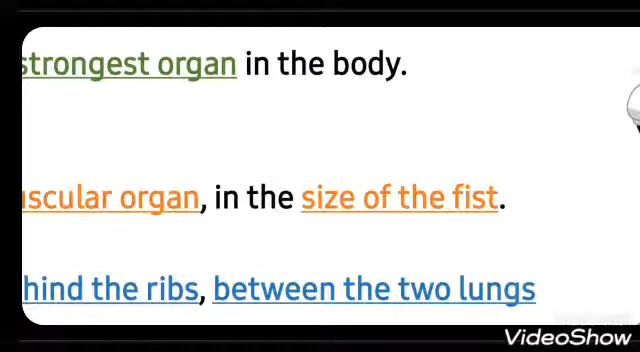 strongest organ in the body.
uscular organ, in the size of the fist.
hind the ribs, between the two lungs
VideoShow